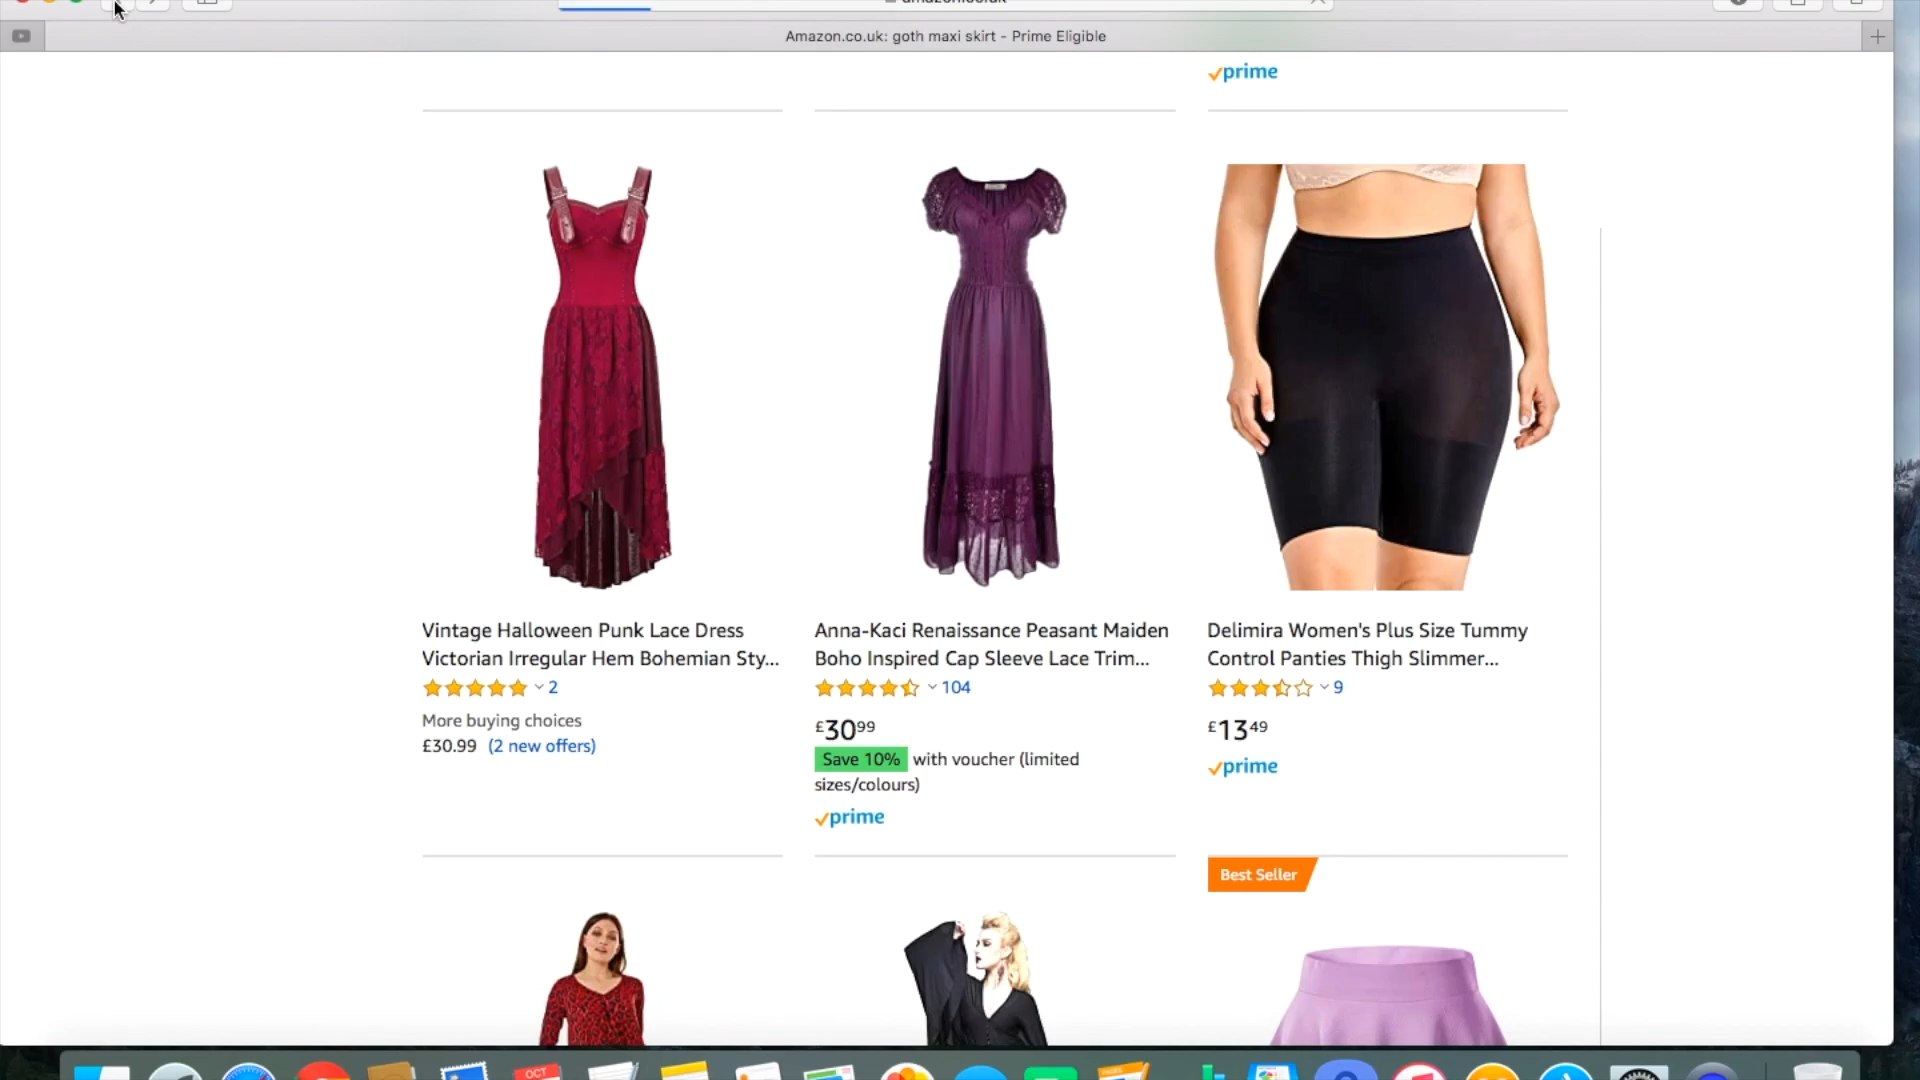 Amazon.co.uk: goth maxi skirt - Prime Eligible
prime
Vintage Halloween Punk Lace Dress
Victorian Irregular Hem Bohemian Sty...
2
More buying choices
£30.99 (2 new offers)
Anna-Kaci Renaissance Peasant Maiden
Boho Inspired Cap Sleeve Lace Trim...
104
£30.99
Save 10% with voucher (limited
sizes/colours)
prime
Delimira Women's Plus Size Tummy
Control Panties Thigh Slimmer...
9
£13.49
prime
Best Seller
OCT
PAGES